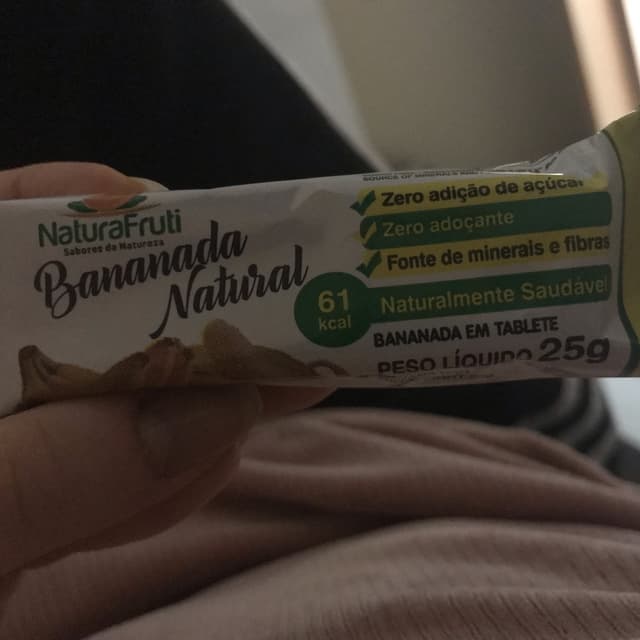 NaturaFruti
Sabores da Natureza
Bananada
Natural
61
kcal
Zero adição de açúcar
Zero adoçante
Fonte de minerais e fibras
Naturalmente Saudável
BANANADA EM TABLETE
PESO LÍQUIDO 25g